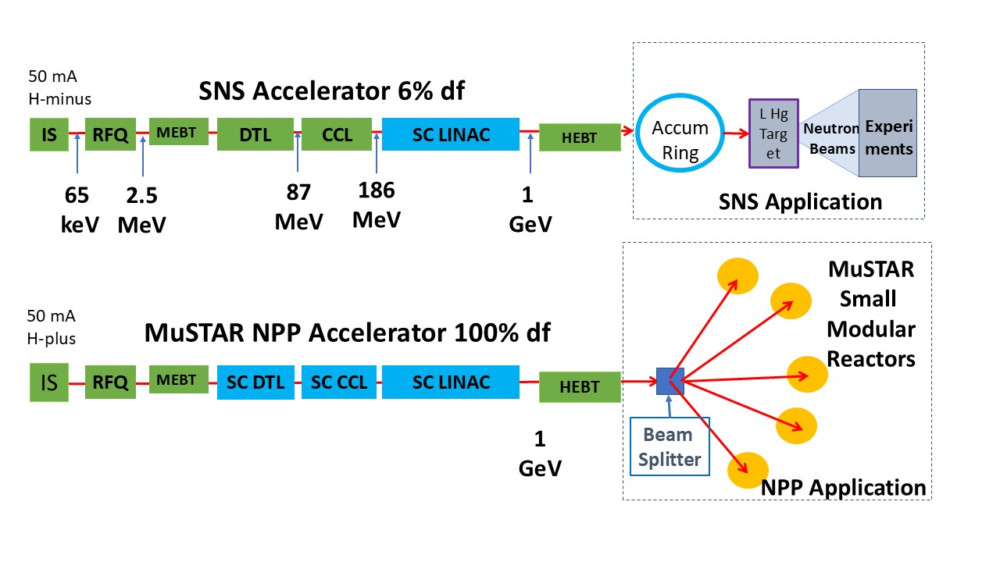 50 mA
H-minus
SNS Accelerator 6% df
IS
RFQ
MEBT
DTL
CCL
SC LINAC
HEBT
65
keV
2.5
MeV
87
MeV
186
MeV
1
GeV
Accum
Ring
L Hg
Targ
et
Neutron
Beams
Experi
ments
SNS Application
50 mA
H-plus
MuSTAR NPP Accelerator 100% df
IS
RFQ
MEBT
SC DTL
SC CCL
SC LINAC
HEBT
1
GeV
Beam
Splitter
MuSTAR
Small
Modular
Reactors
NPP Application